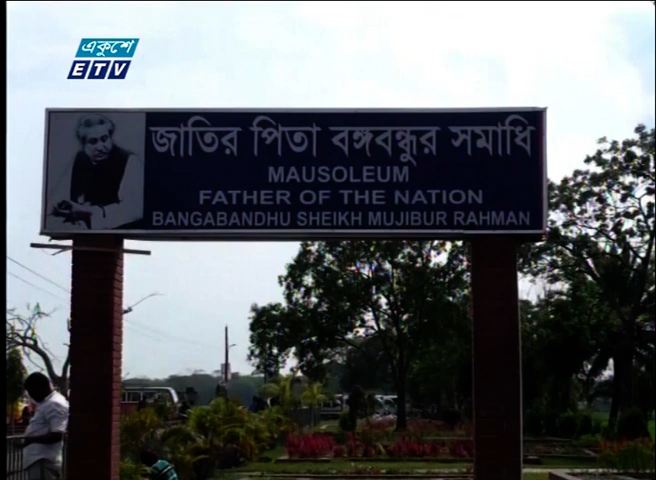 একুশে
ETV
জাতির পিতা বঙ্গবন্ধুর সমাধি
MAUSOLEUM
FATHER OF THE NATION
BANGABANDHU SHEIKH MUJIBUR RAHMAN